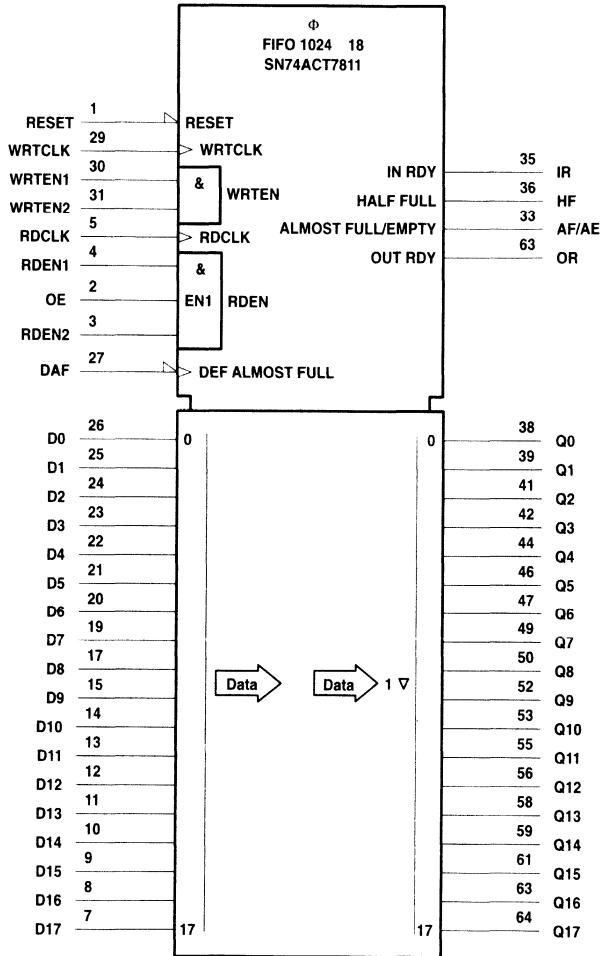 Φ
FIFO 1024 18
SN74ACT7811
RESET 1 RESET
WRTCLK 29 WRTCLK
WRTEN1 30 & WRTEN
WRTEN2 31
RDCLK 5 RDCLK
RDEN1 4 &
OE 2 EN1 RDEN
RDEN2 3
DAF 27 DEF ALMOST FULL
IN RDY 35 IR
HALF FULL 36 HF
ALMOST FULL/EMPTY 33 AF/AE
OUT RDY 63 OR
D0 26 0
D1 25
D2 24
D3 23
D4 22
D5 21
D6 20
D7 19
D8 17
D9 15
D10 14
D11 13
D12 12
D13 11
D14 10
D15 9
D16 8
D17 7 17
Data Data 1 ∇
0 38 Q0
39 Q1
41 Q2
42 Q3
44 Q4
46 Q5
47 Q6
49 Q7
50 Q8
52 Q9
53 Q10
55 Q11
56 Q12
58 Q13
59 Q14
61 Q15
63 Q16
17 64 Q17